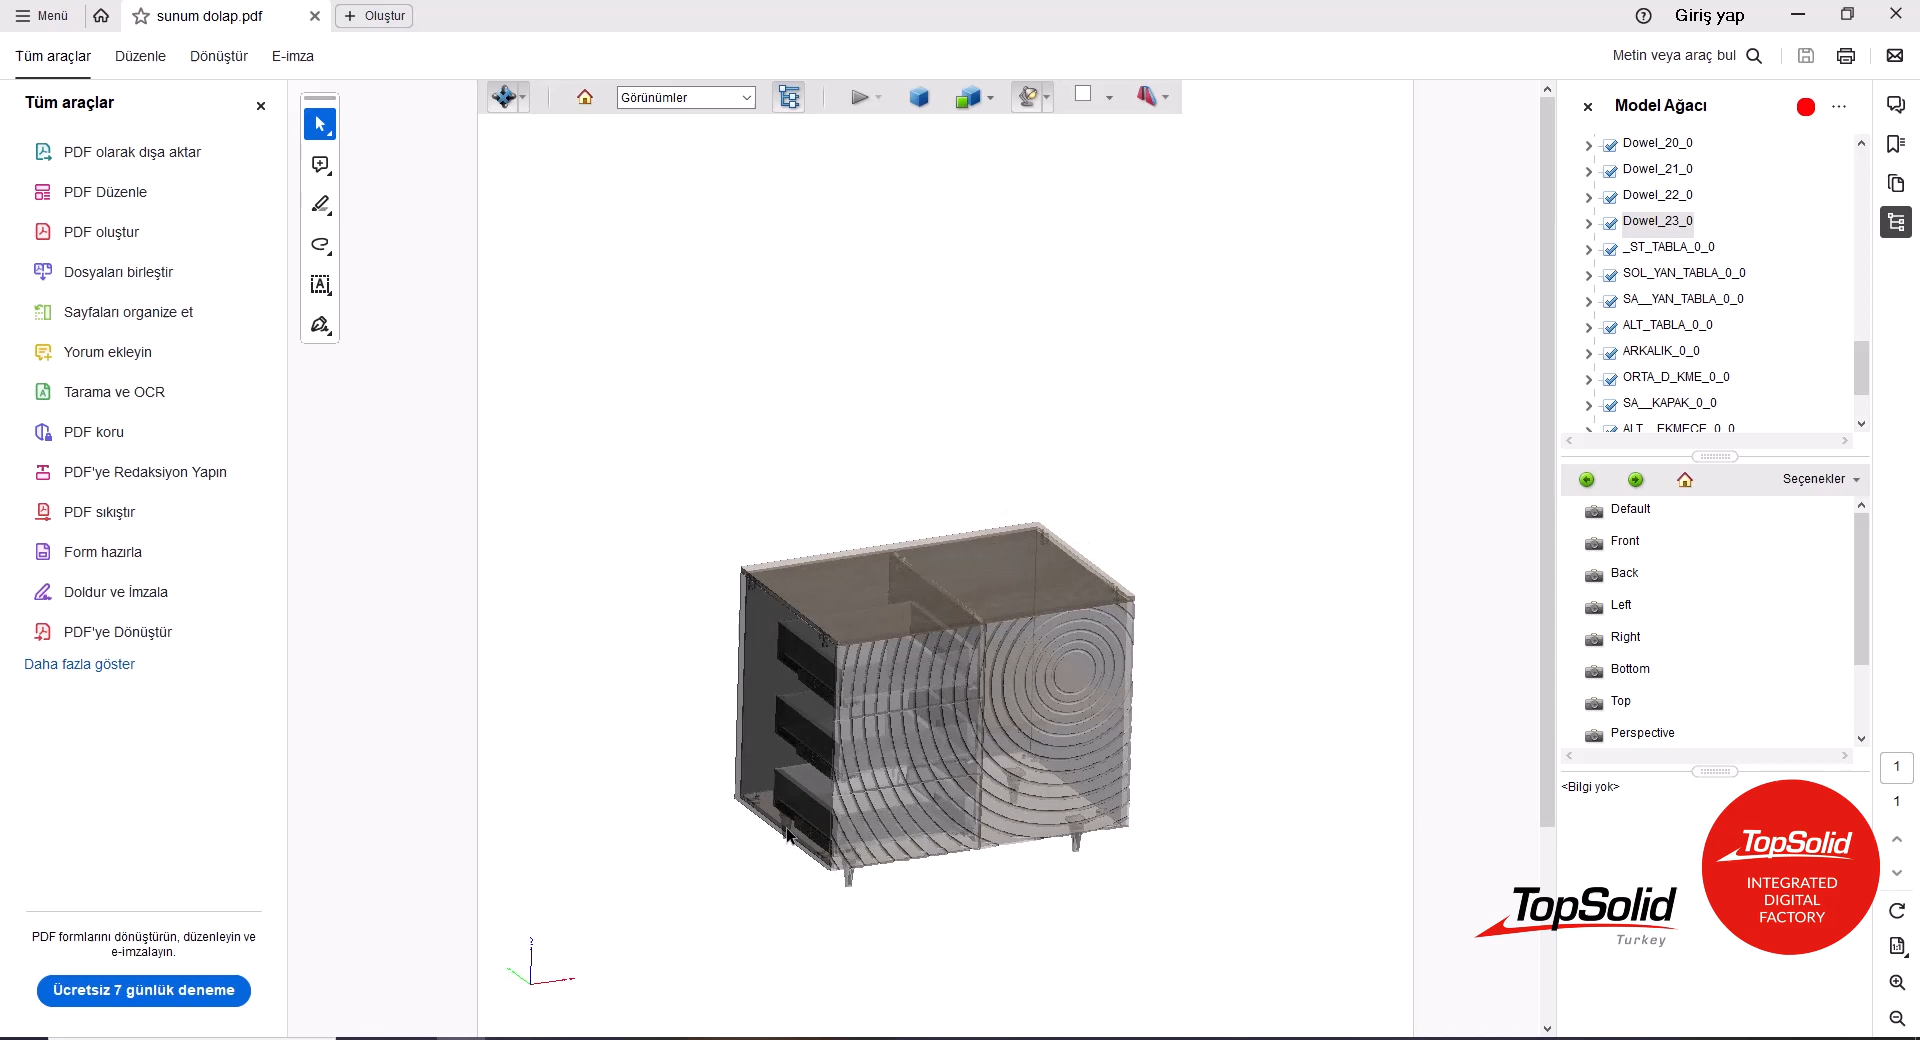 Menü
sunum dolap.pdf
Oluştur
Giriş yap
Tüm araçlar
Düzenle
Dönüştür
E-imza
Metin veya araç bul
Tüm araçlar
PDF olarak dışa aktar
PDF Düzenle
PDF oluştur
Dosyaları birleştir
Sayfaları organize et
Yorum ekleyin
Tarama ve OCR
PDF koru
PDF'ye Redaksiyon Yapın
PDF sıkıştır
Form hazırla
Doldur ve İmzala
PDF'ye Dönüştür
Daha fazla göster
PDF formlarını dönüştürün, düzenleyin ve
e-imzalayın.
Ücretsiz 7 günlük deneme
Görünümler
Model Ağacı
Dowel_20_0
Dowel_21_0
Dowel_22_0
Dowel_23_0
_ST_TABLA_0_0
SOL_YAN_TABLA_0_0
SA__YAN_TABLA_0_0
ALT_TABLA_0_0
ARKALIK_0_0
ORTA_D_KME_0_0
SA__KAPAK_0_0
ALT__EKMECE_0_0
Seçenekler
Default
Front
Back
Left
Right
Bottom
Top
Perspective
<Bilgi yok>
1
1
TopSolid
INTEGRATED
DIGITAL
FACTORY
TopSolid
Turkey